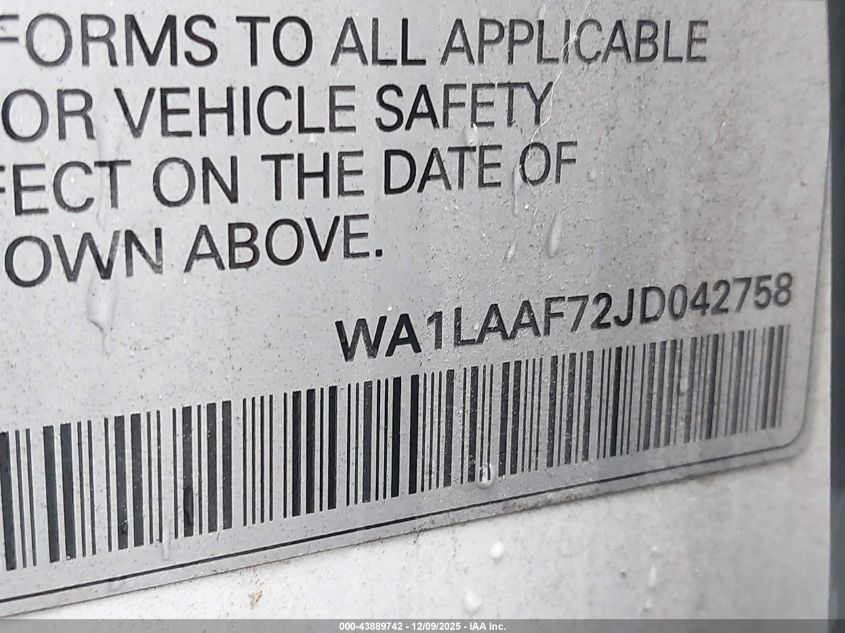 FORMS TO ALL APPLICABLE
OR VEHICLE SAFETY
FECT ON THE DATE OF
OWN ABOVE.
WA1LAAF72JD042758
000-43889742 - 12/09/2025 - IAA Inc.